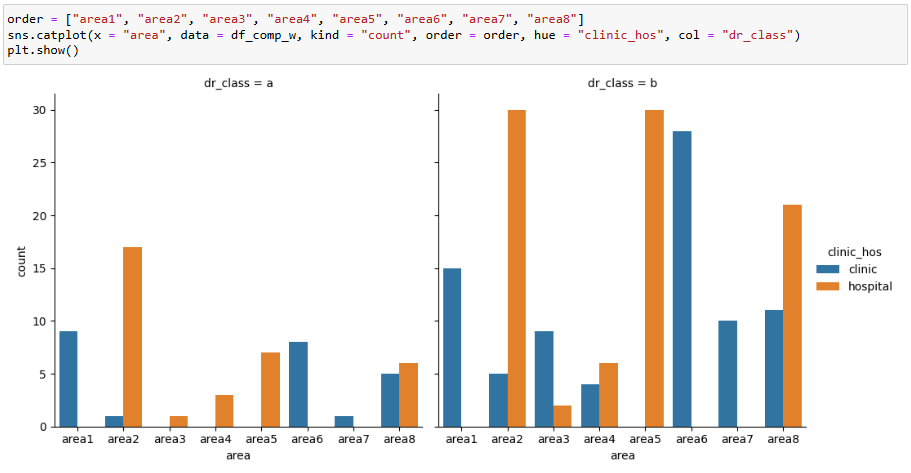 order = ["area1", "area2", "area3", "area4", "area5", "area6", "area7", "area8"]
sns.catplot(x = "area", data = df_comp_w, kind = "count", order = order, hue = "clinic_hos", col = "dr_class")
plt.show()
dr_class = a
dr_class = b
30
25
20
15
10
5
0
count
area1 area2 area3 area4 area5 area6 area7 area8
area
area1 area2 area3 area4 area5 area6 area7 area8
area
clinic_hos
clinic
hospital